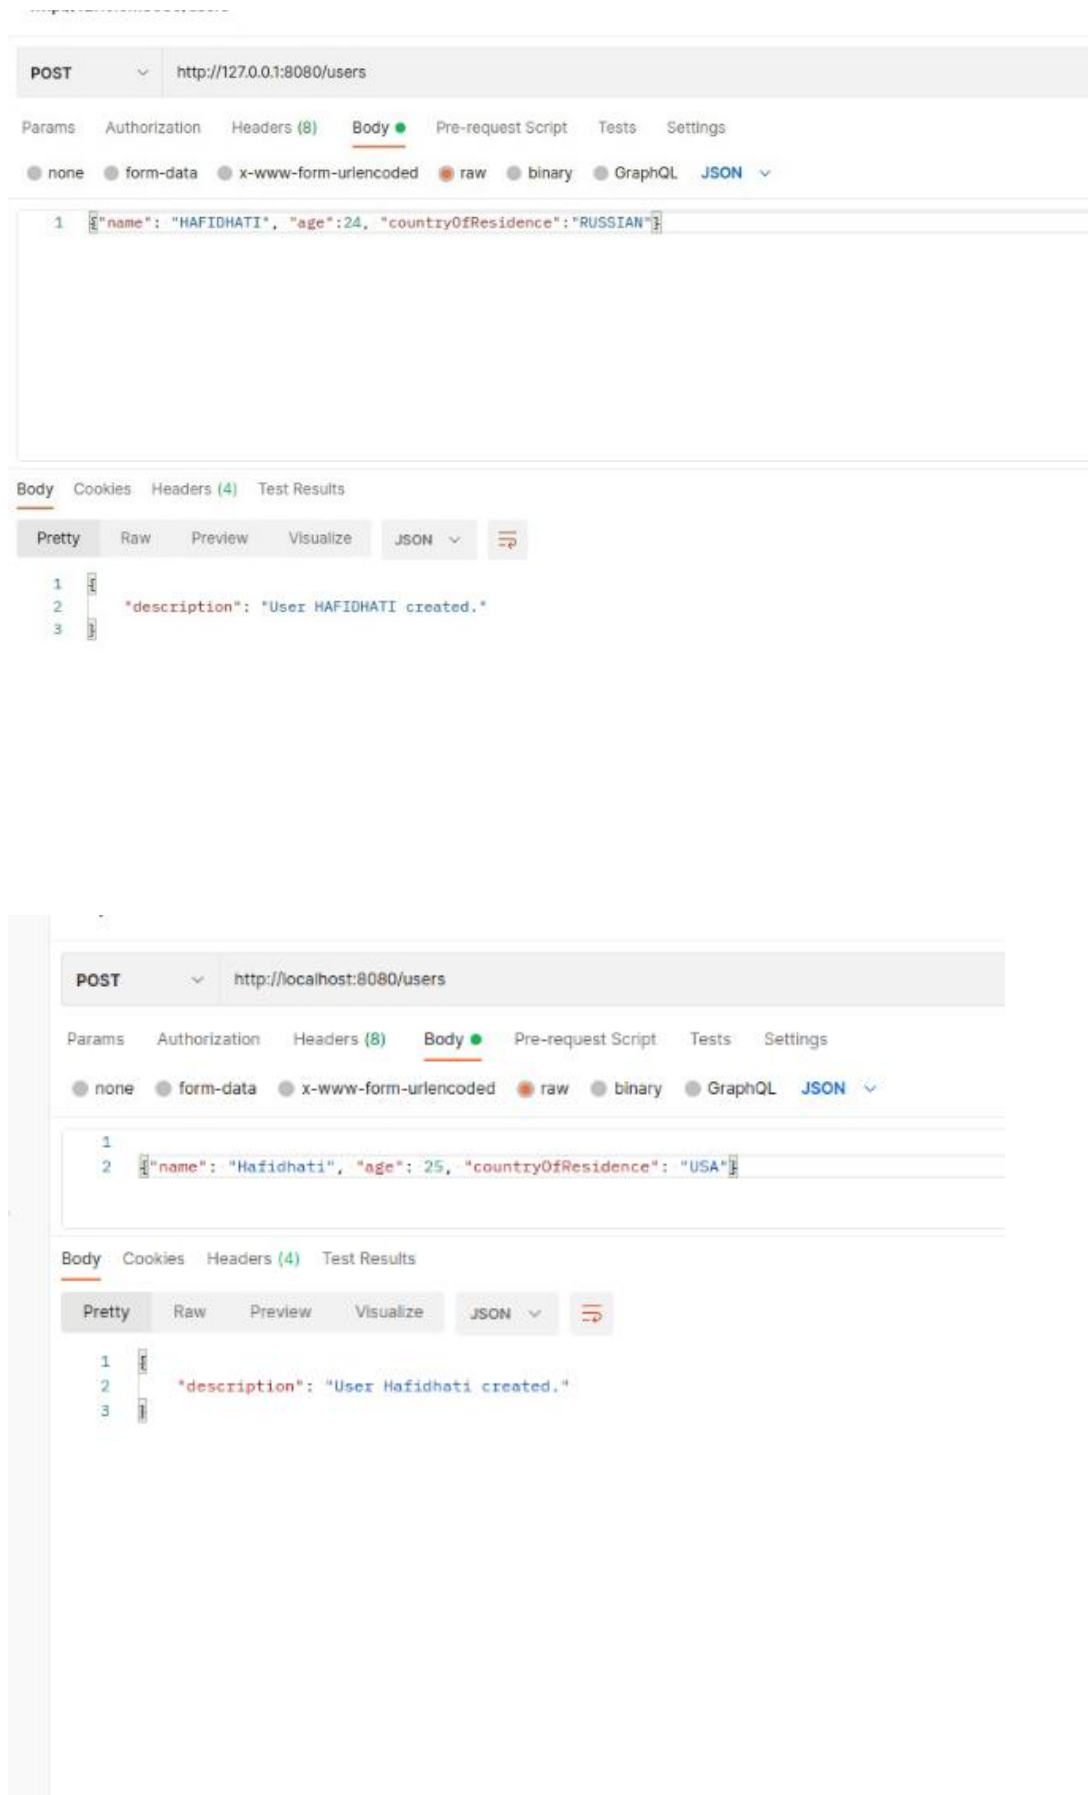 POST http://127.0.0.1:8080/users
Params Authorization Headers (8) Body Pre-request Script Tests Settings
none form-data x-www-form-urlencoded raw binary GraphQL JSON
1 {"name": "HAFIDHATI", "age":24, "countryOfResidence":"RUSSIAN"}
Body Cookies Headers (4) Test Results
Pretty Raw Preview Visualize JSON
1 {
2 "description": "User HAFIDHATI created."
3 }
POST http://localhost:8080/users
Params Authorization Headers (8) Body Pre-request Script Tests Settings
none form-data x-www-form-urlencoded raw binary GraphQL JSON
1
2 {"name": "Hafidhati", "age": 25, "countryOfResidence": "USA"}
Body Cookies Headers (4) Test Results
Pretty Raw Preview Visualize JSON
1 {
2 "description": "User Hafidhati created."
3 }